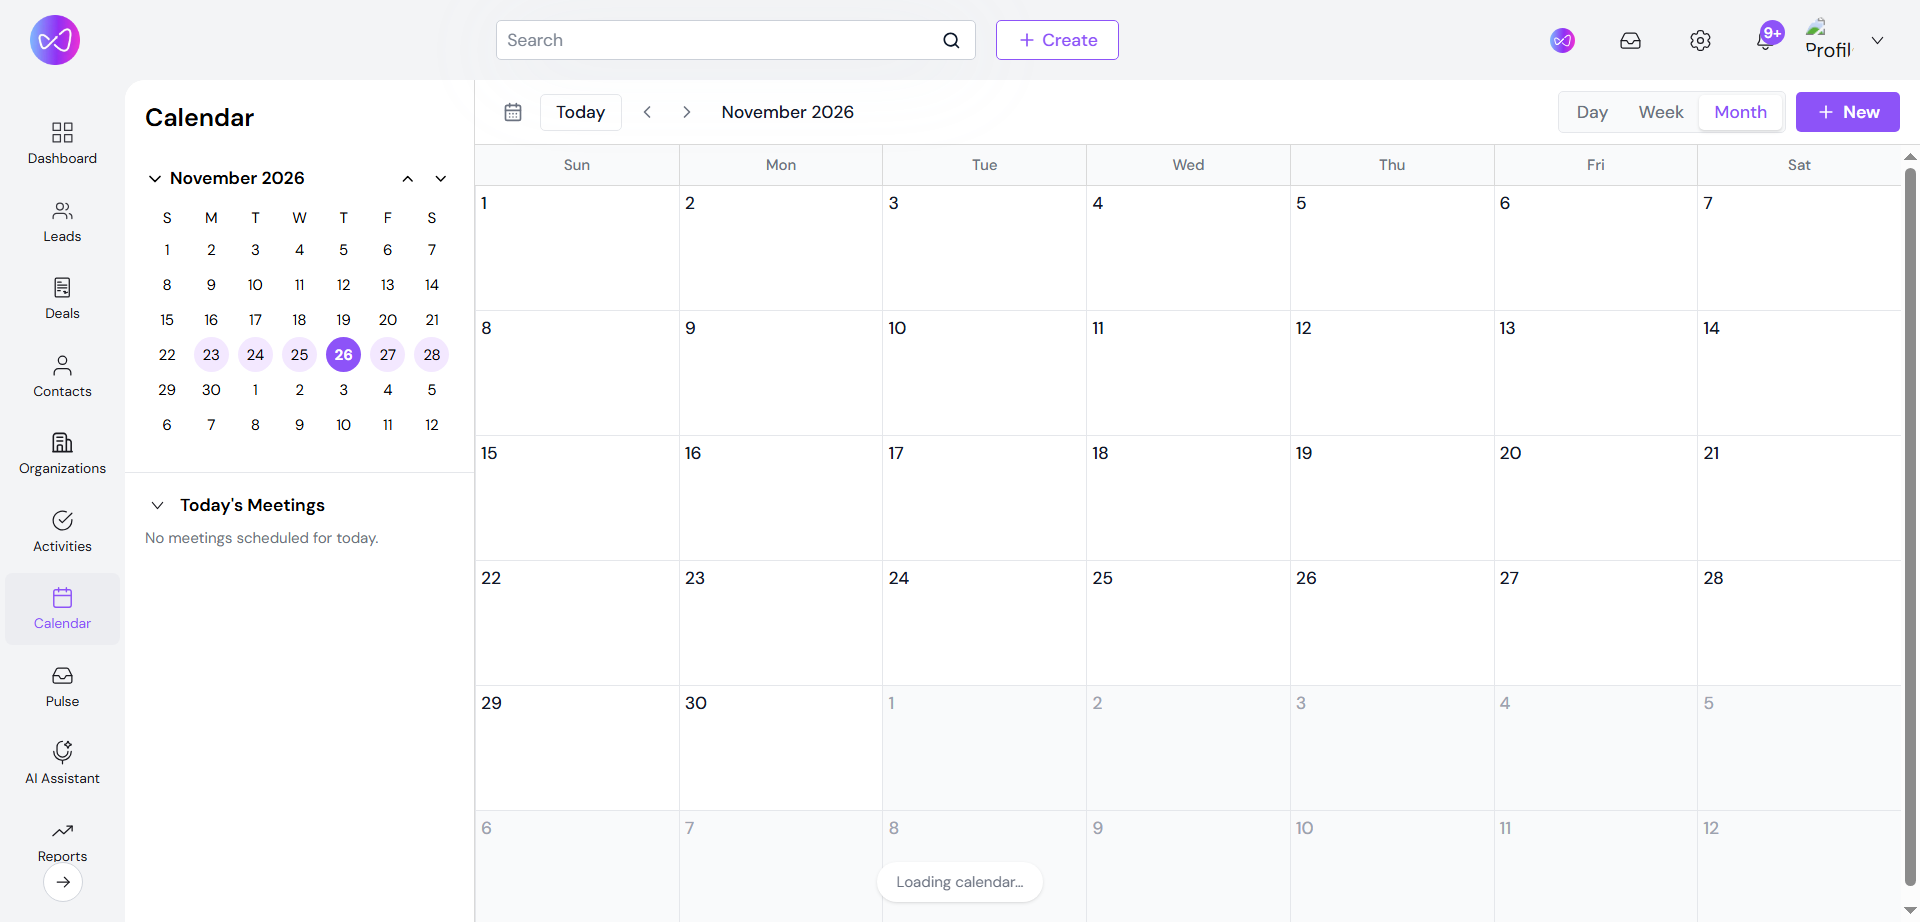 Search
+ Create
9+
Profil
Dashboard
Leads
Deals
Contacts
Organizations
Activities
Calendar
Pulse
AI Assistant
Reports
Calendar
November 2026
S M T W T F S
1 2 3 4 5 6 7
8 9 10 11 12 13 14
15 16 17 18 19 20 21
22 23 24 25 26 27 28
29 30 1 2 3 4 5
6 7 8 9 10 11 12
Today's Meetings
No meetings scheduled for today.
Today
November 2026
Day Week Month
+ New
Sun Mon Tue Wed Thu Fri Sat
1 2 3 4 5 6 7
8 9 10 11 12 13 14
15 16 17 18 19 20 21
22 23 24 25 26 27 28
29 30 1 2 3 4 5
6 7 8 9 10 11 12
Loading calendar...